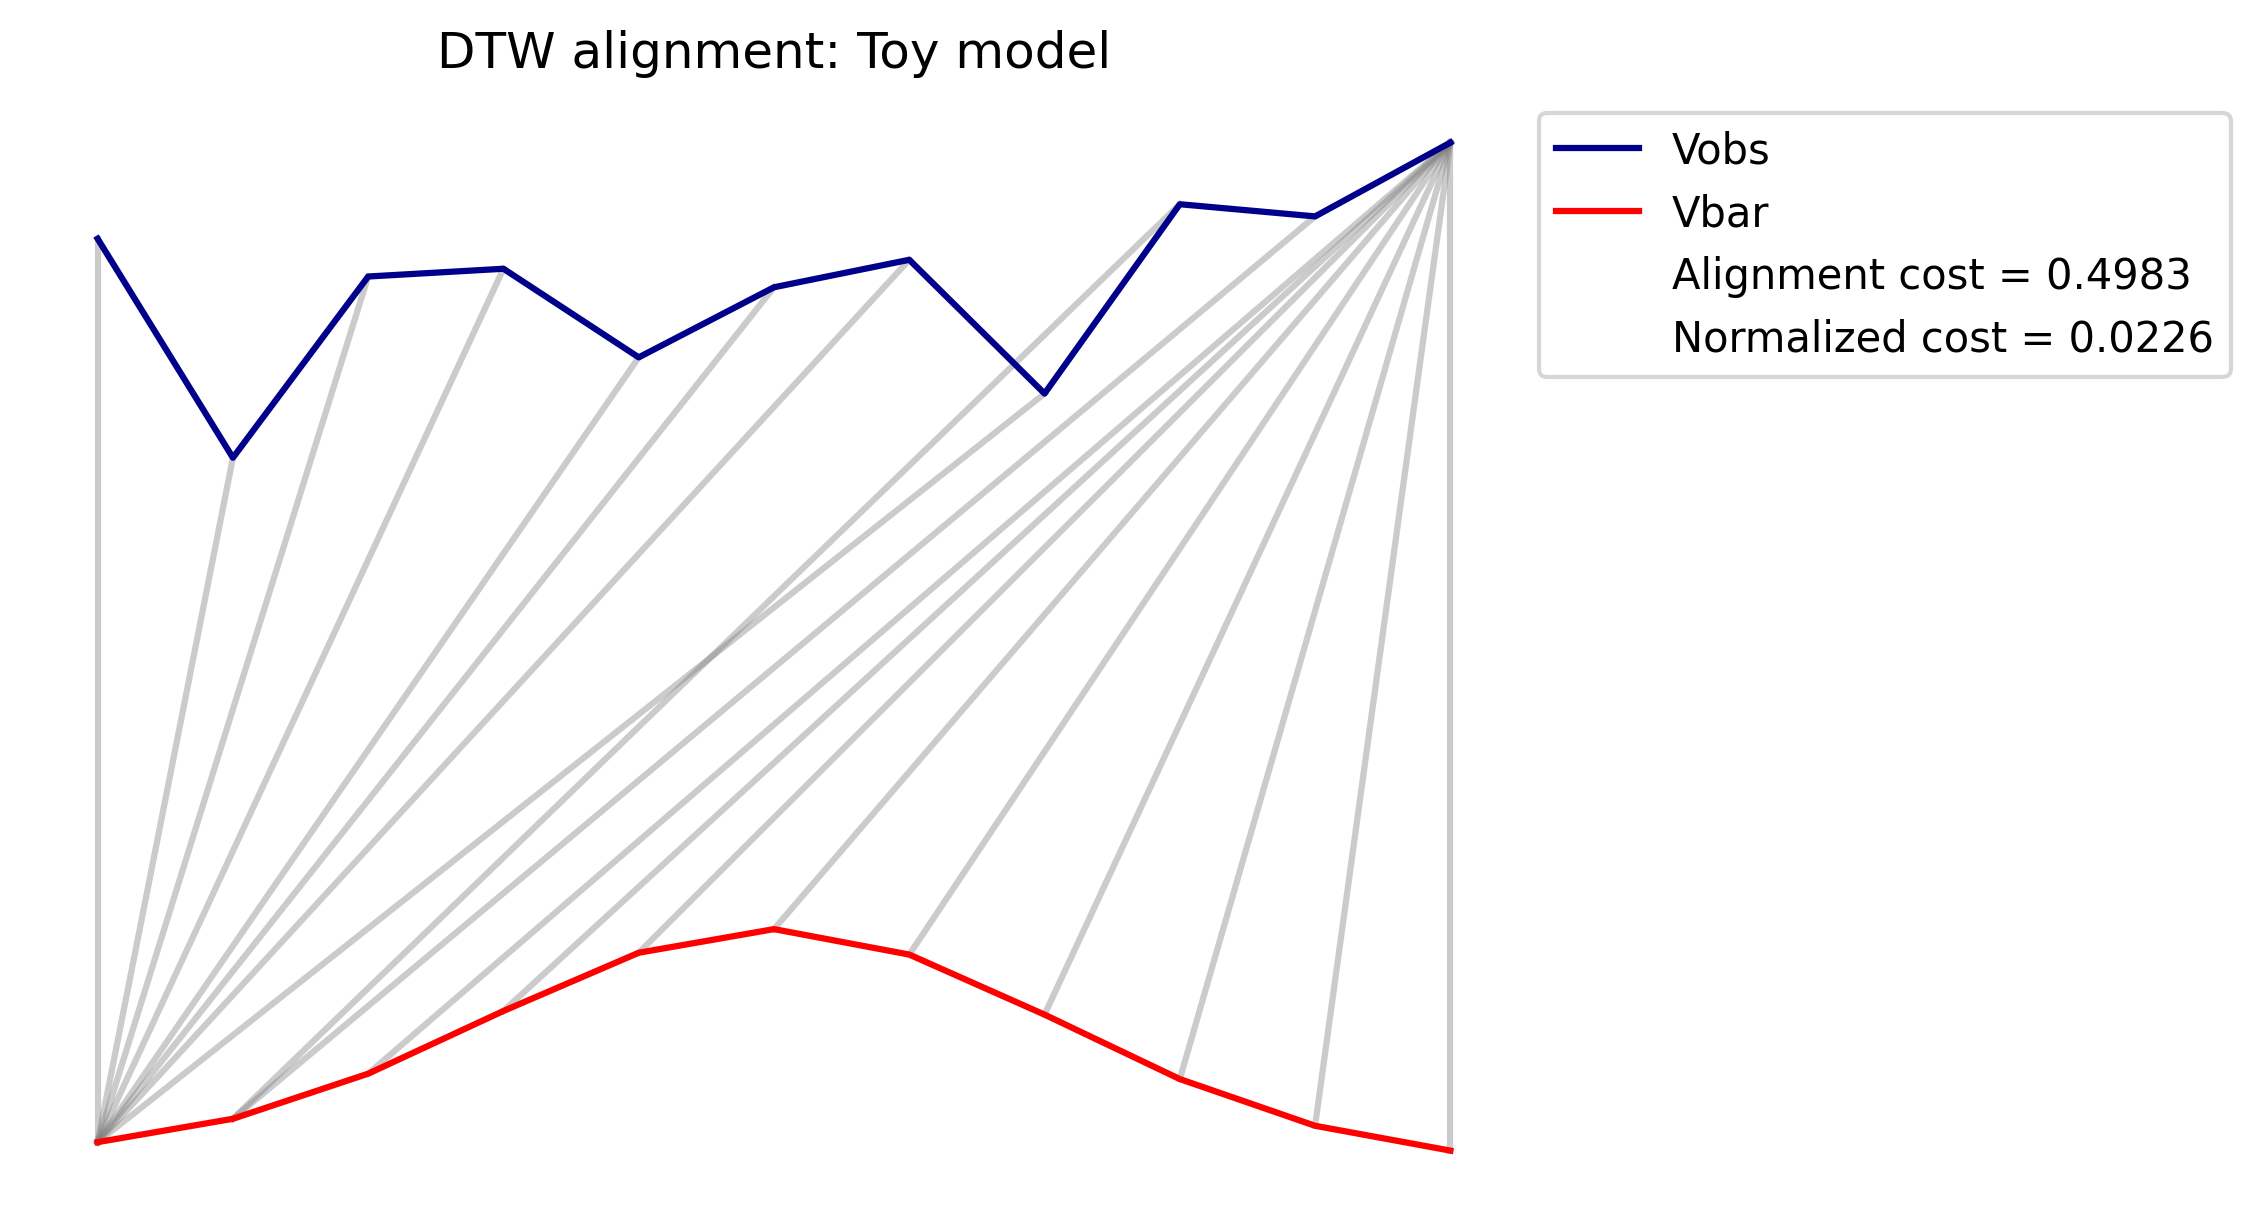 DTW alignment: Toy model
Vobs
Vbar
Alignment cost = 0.4983
Normalized cost = 0.0226